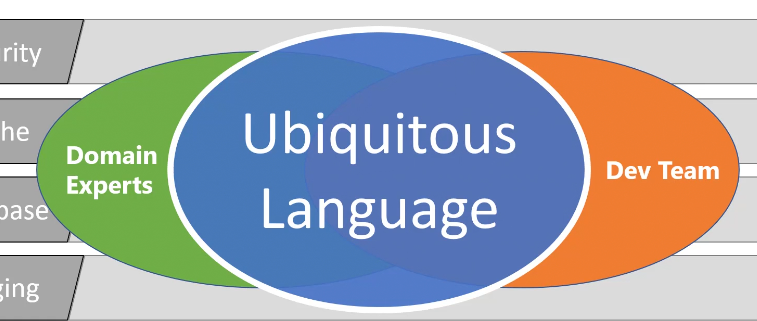 rity
he
base
ging
Domain
Experts
Ubiquitous
Language
Dev Team